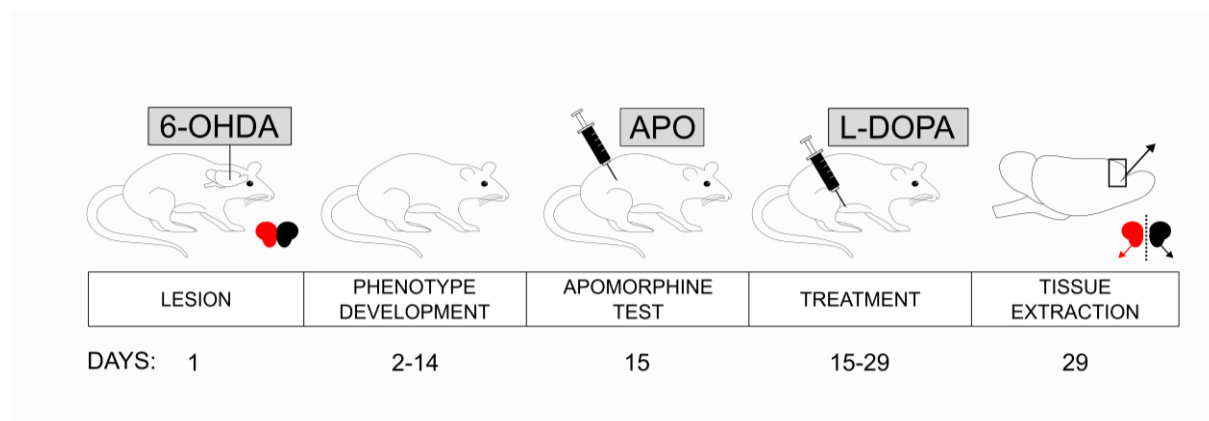 6-OHDA
APO
L-DOPA
LESION
PHENOTYPE
DEVELOPMENT
APOMORPHINE
TEST
TREATMENT
TISSUE
EXTRACTION
DAYS: 1 2-14 15 15-29 29